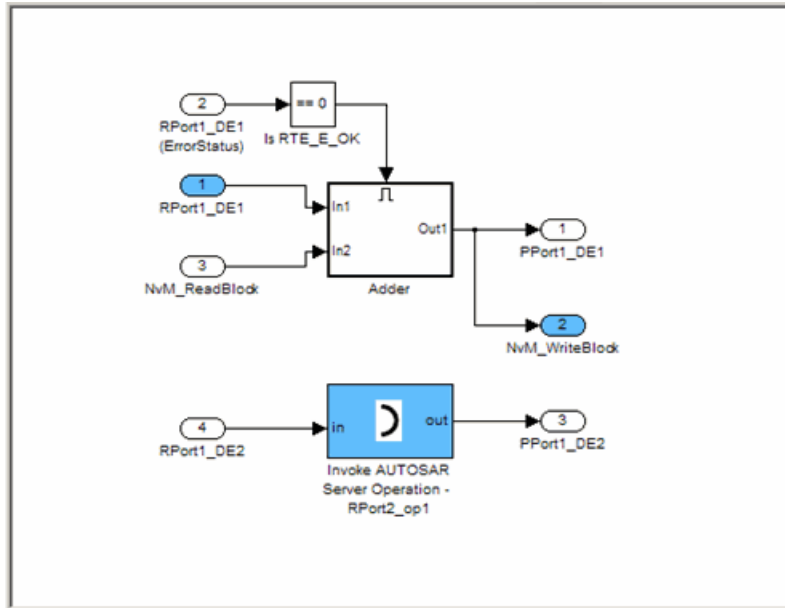 2
== 0
RPort1_DE1
(ErrorStatus)
Is RTE_E_OK
1
RPort1_DE1
In1
Out1
1
PPort1_DE1
In2
3
NvM_ReadBlock
Adder
2
NvM_WriteBlock
4
RPort1_DE2
in
out
3
PPort1_DE2
Invoke AUTOSAR
Server Operation -
RPort2_op1